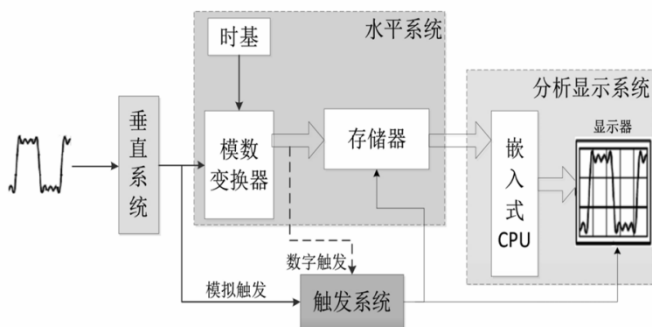 水平系统
时基
分析显示系统
显示器
垂直系统
模数
变换器
存储器
嵌入式
CPU
数字触发
模拟触发
触发系统